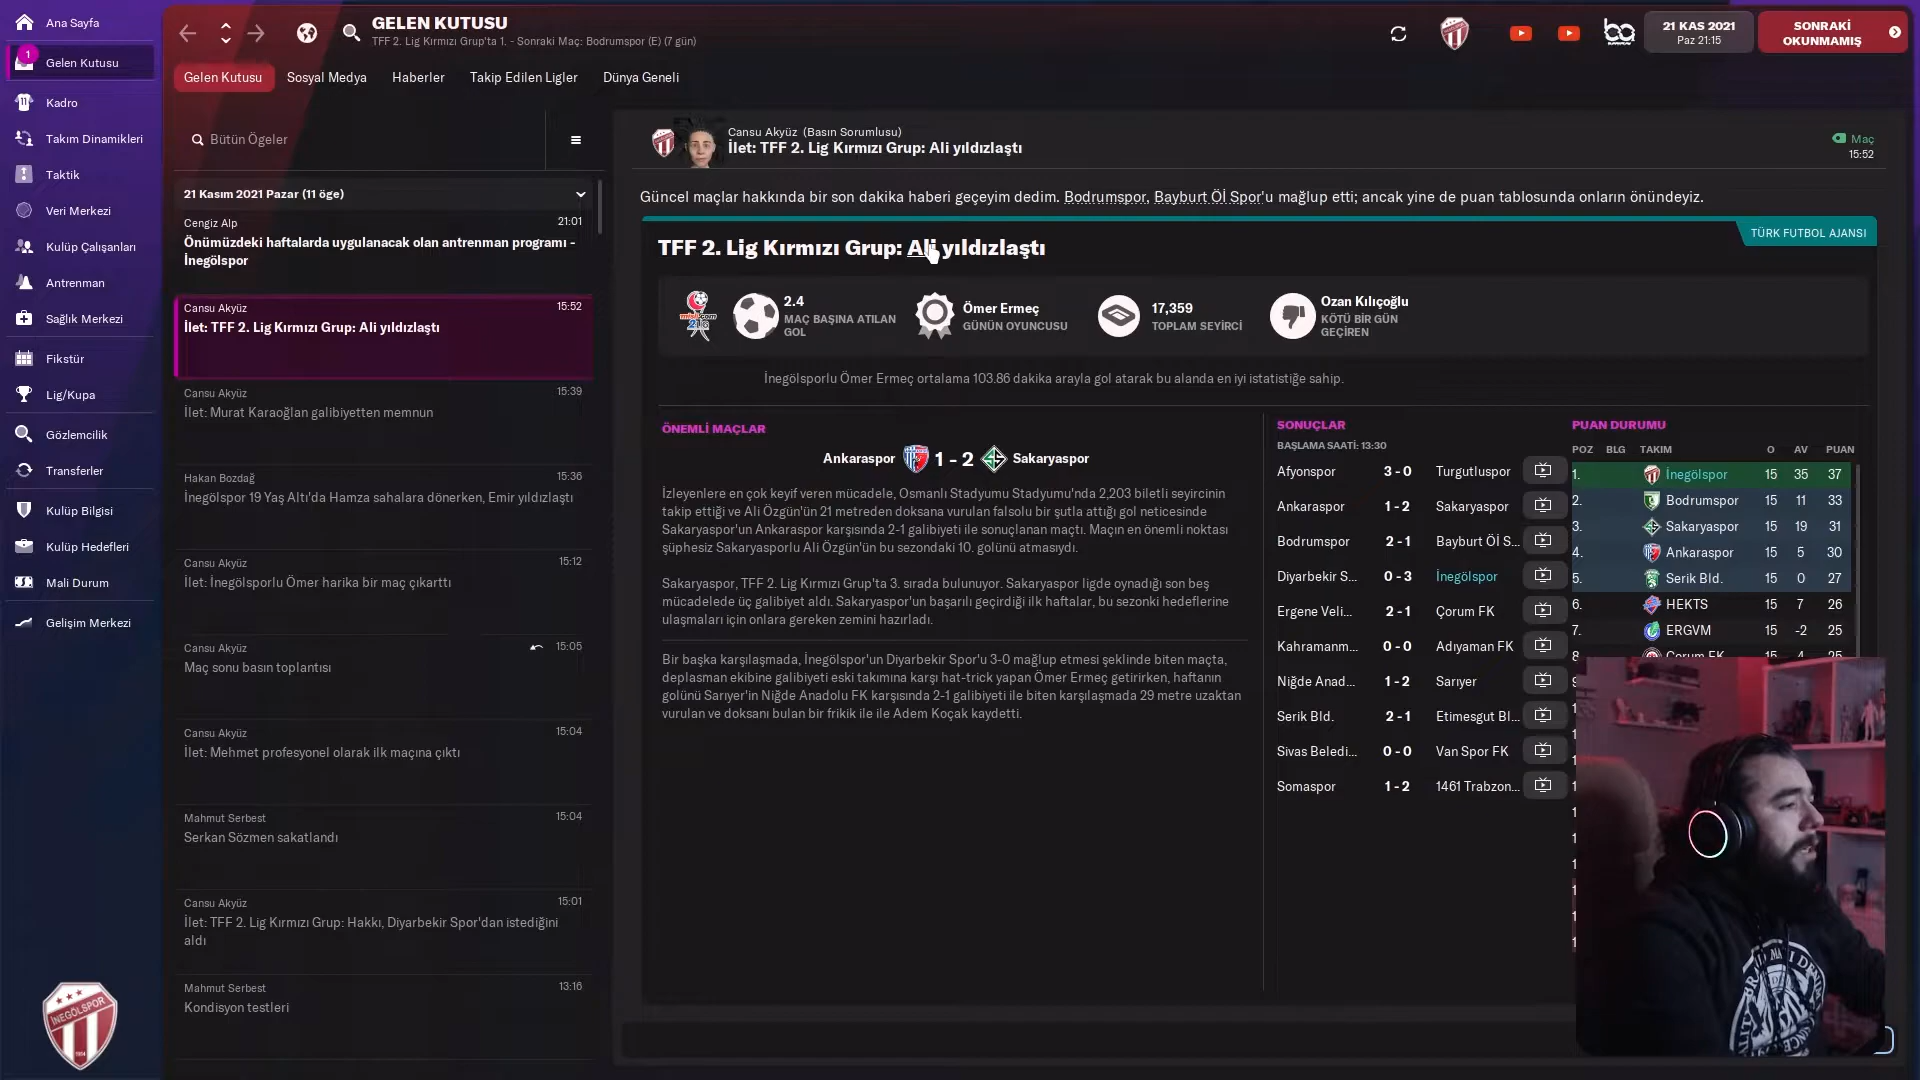 Ana Sayfa
1
Gelen Kutusu
Kadro
Takım Dinamikleri
Taktik
Veri Merkezi
Kulüp Çalışanları
Antrenman
Sağlık Merkezi
Fikstür
Lig/Kupa
Gözlemcilik
Transferler
Kulüp Bilgisi
Kulüp Hedefleri
Mali Durum
Gelişim Merkezi
İNEGÖLSPOR
GELEN KUTUSU
TFF 2. Lig Kırmızı Grup'ta 1. - Sonraki Maç: Bodrumspor (E) (7 gün)
21 KAS 2021
Paz 21:15
SONRAKİ
OKUNMAMIŞ
Gelen Kutusu
Sosyal Medya
Haberler
Takip Edilen Ligler
Dünya Geneli
Bütün Ögeler
21 Kasım 2021 Pazar (11 öge)
Cengiz Alp 21:01
Önümüzdeki haftalarda uygulanacak olan antrenman programı -
İnegölspor
Cansu Akyüz 15:52
İlet: TFF 2. Lig Kırmızı Grup: Ali yıldızlaştı
Cansu Akyüz 15:39
İlet: Murat Karaoğlan galibiyetten memnun
Hakan Bozdağ 15:36
İnegölspor 19 Yaş Altı'da Hamza sahalara dönerken, Emir yıldızlaştı
Cansu Akyüz 15:12
İlet: İnegölsporlu Ömer harika bir maç çıkarttı
Cansu Akyüz 15:05
Maç sonu basın toplantısı
Cansu Akyüz 15:04
İlet: Mehmet profesyonel olarak ilk maçına çıktı
Mahmut Serbest 15:04
Serkan Sözmen sakatlandı
Cansu Akyüz 15:01
İlet: TFF 2. Lig Kırmızı Grup: Hakkı, Diyarbekir Spor'dan istediğini
aldı
Mahmut Serbest 13:16
Kondisyon testleri
Cansu Akyüz (Basın Sorumlusu)
İlet: TFF 2. Lig Kırmızı Grup: Ali yıldızlaştı
Maç
15:52
Güncel maçlar hakkında bir son dakika haberi geçeyim dedim. Bodrumspor, Bayburt Öİ Spor'u mağlup etti; ancak yine de puan tablosunda onların önündeyiz.
TÜRK FUTBOL AJANSI
TFF 2. Lig Kırmızı Grup: Ali yıldızlaştı
2.4
MAÇ BAŞINA ATILAN
GOL
Ömer Ermeç
GÜNÜN OYUNCUSU
17,359
TOPLAM SEYİRCİ
Ozan Kılıçoğlu
KÖTÜ BİR GÜN
GEÇİREN
İnegölsporlu Ömer Ermeç ortalama 103.86 dakika arayla gol atarak bu alanda en iyi istatistiğe sahip.
ÖNEMLİ MAÇLAR
Ankaraspor 1 - 2 Sakaryaspor
İzleyenlere en çok keyif veren mücadele, Osmanlı Stadyumu Stadyumu'nda 2,203 biletli seyircinin
takip ettiği ve Ali Özgün'ün 21 metreden doksana vurulan falsolu bir şutla attığı gol neticesinde
Sakaryaspor'un Ankaraspor karşısında 2-1 galibiyeti ile sonuçlanan maçtı. Maçın en önemli noktası
şüphesiz Sakaryasporlu Ali Özgün'ün bu sezondaki 10. golünü atmasıydı.
Sakaryaspor, TFF 2. Lig Kırmızı Grup'ta 3. sırada bulunuyor. Sakaryaspor ligde oynadığı son beş
mücadelede üç galibiyet aldı. Sakaryaspor'un başarılı geçirdiği ilk haftalar, bu sezonki hedeflerine
ulaşmaları için onlara gereken zemini hazırladı.
Bir başka karşılaşmada, İnegölspor'un Diyarbekir Spor'u 3-0 mağlup etmesi şeklinde biten maçta,
deplasman ekibine galibiyeti eski takımına karşı hat-trick yapan Ömer Ermeç getirirken, haftanın
golünü Sarıyer'in Niğde Anadolu FK karşısında 2-1 galibiyeti ile biten karşılaşmada 29 metre uzaktan
vurulan ve doksanı bulan bir frikik ile ile Adem Koçak kaydetti.
SONUÇLAR
BAŞLAMA SAATİ: 13:30
Afyonspor 3 - 0 Turgutluspor
Ankaraspor 1 - 2 Sakaryaspor
Bodrumspor 2 - 1 Bayburt Öİ S...
Diyarbekir S... 0 - 3 İnegölspor
Ergene Veli... 2 - 1 Çorum FK
Kahramanm... 0 - 0 Adıyaman FK
Niğde Anad... 1 - 2 Sarıyer
Serik Bld. 2 - 1 Etimesgut Bl...
Sivas Beledi... 0 - 0 Van Spor FK
Somaspor 1 - 2 1461 Trabzon...
PUAN DURUMU
POZ BLG TAKIM O AV PUAN
1. İnegölspor 15 35 37
2. Bodrumspor 15 11 33
3. Sakaryaspor 15 19 31
4. Ankaraspor 15 5 30
5. Serik Bld. 15 0 27
6. HEKTS 15 7 26
7. ERGVM 15 -2 25
8. Çorum FK 15 4 25